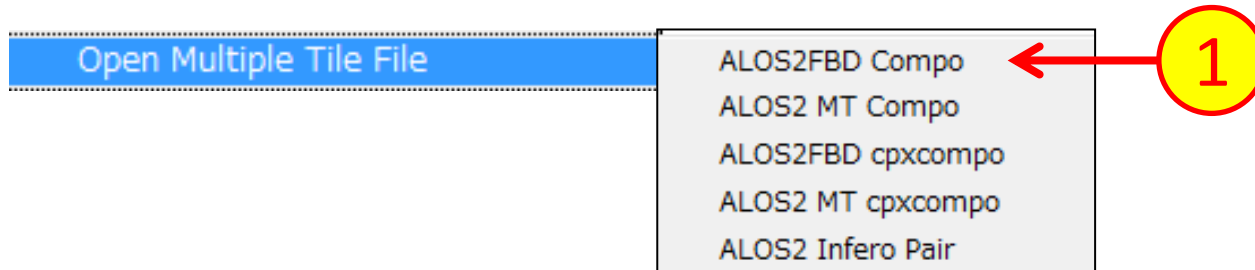 Open Multiple Tile File
ALOS2FBD Compo
1
ALOS2 MT Compo
ALOS2FBD cpxcompo
ALOS2 MT cpxcompo
ALOS2 Infero Pair